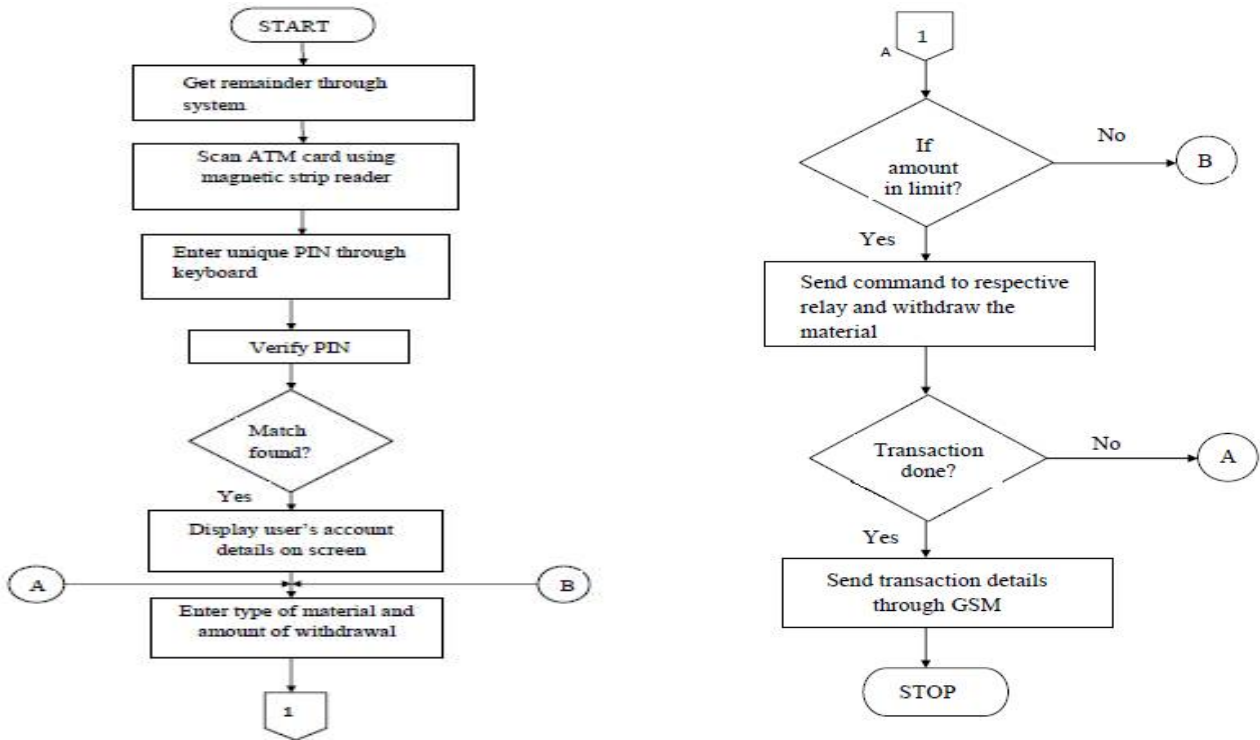 START
Get remainder through
system
Scan ATM card using
magnetic strip reader
Enter unique PIN through
keyboard
Verify PIN
Match
found?
Yes
Display user's account
details on screen
A
B
Enter type of material and
amount of withdrawal
1
1
A
If
amount
in limit?
No
B
Yes
Send command to respective
relay and withdraw the
material
Transaction
done?
No
A
Yes
Send transaction details
through GSM
STOP